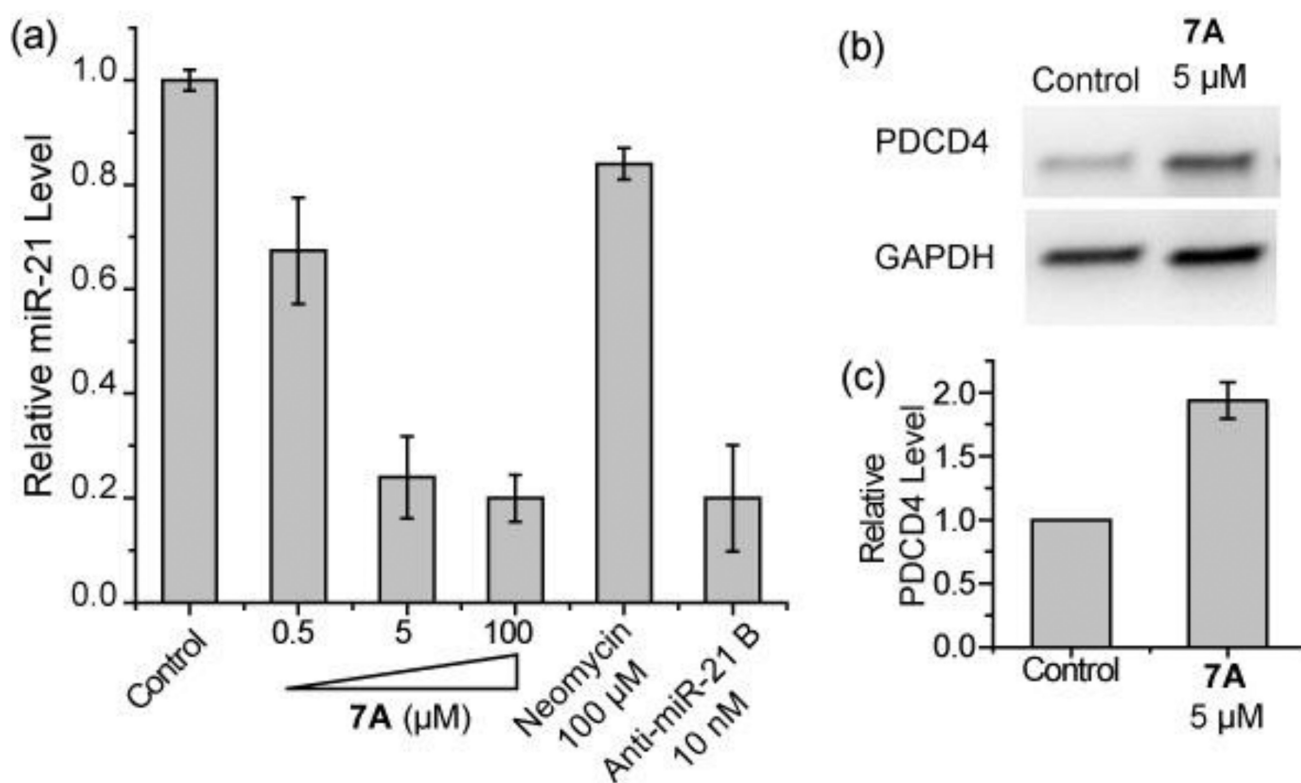 (a)
Relative miR-21 Level
1.0
0.8
0.6
0.4
0.2
0.0
Control
0.5
5
100
7A (µM)
Neomycin
100 µM
Anti-miR-21 B
10 nM
(b)
Control
7A
5 µM
PDCD4
GAPDH
(c)
Relative
PDCD4 Level
2.0
1.5
1.0
0.5
0.0
Control
7A
5 µM